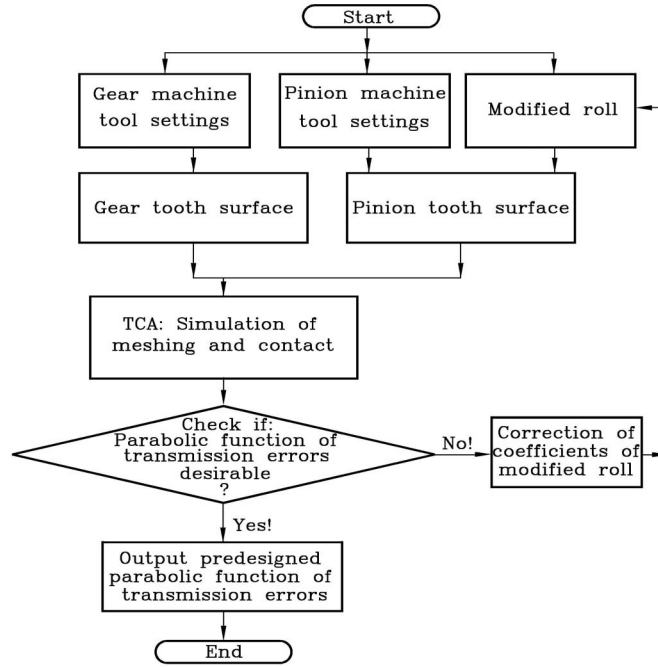 Start
Gear machine
tool settings
Pinion machine
tool settings
Modified roll
Gear tooth surface
Pinion tooth surface
TCA: Simulation of
meshing and contact
Check if:
Parabolic function of
transmission errors
desirable
?
No!
Correction of
coefficients of
modified roll
Yes!
Output predesigned
parabolic function of
transmission errors
End